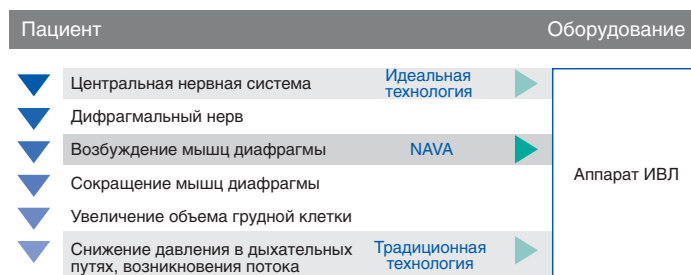 Пациент Оборудование
Центральная нервная система Идеальная
технология
Дифрагмальный нерв
Возбуждение мышц диафрагмы NAVA
Сокращение мышц диафрагмы
Увеличение объема грудной клетки
Снижение давления в дыхательных Традиционная
путях, возникновения потока технология
Аппарат ИВЛ